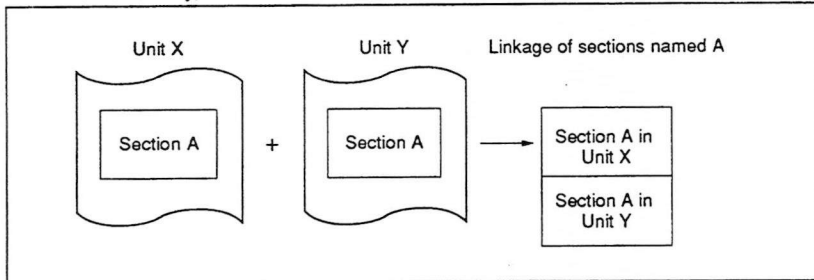 Unit X
Unit Y
Linkage of sections named A
Section A
+
Section A
Section A in
Unit X
Section A in
Unit Y